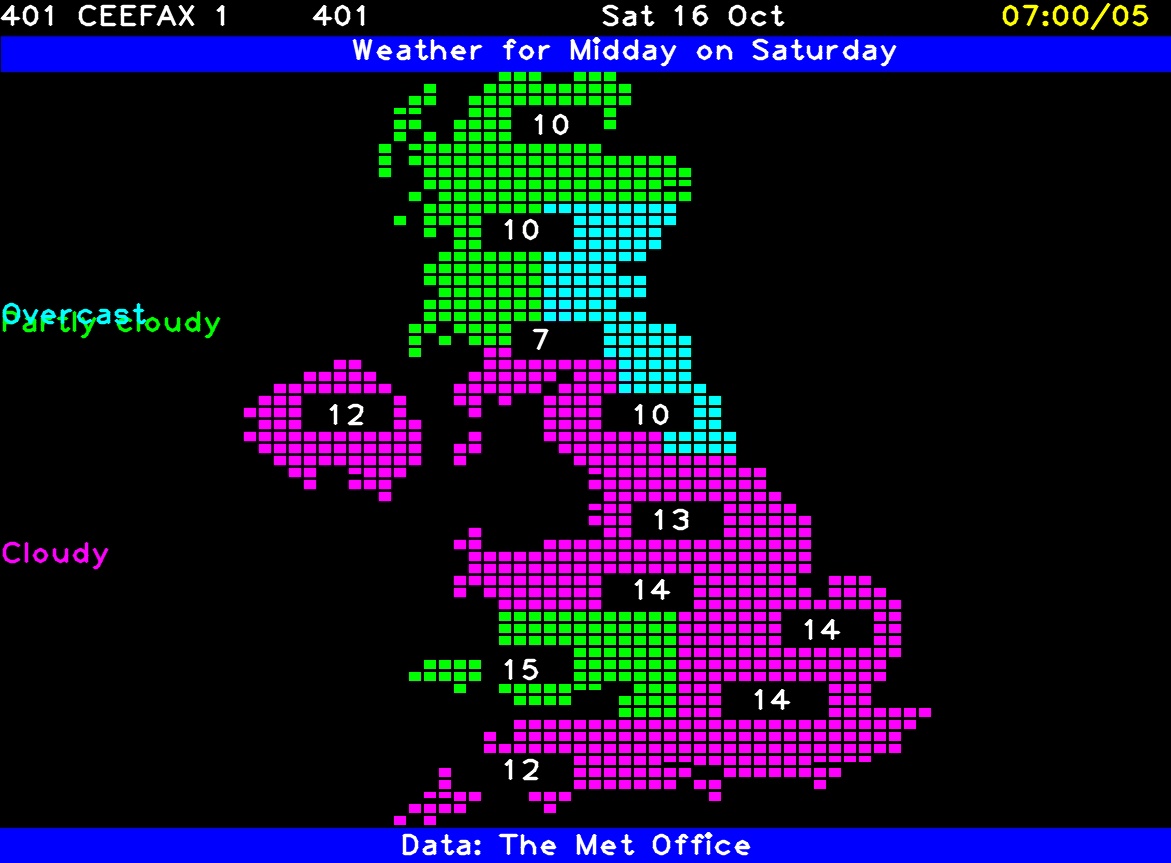 401 CEEFAX 1 401 Sat 16 Oct 07:00/05
Weather for Midday on Saturday
10
10
Overcast
Partly cloudy
7
12 10
13
Cloudy
14
14
15
14
12
Data: The Met Office